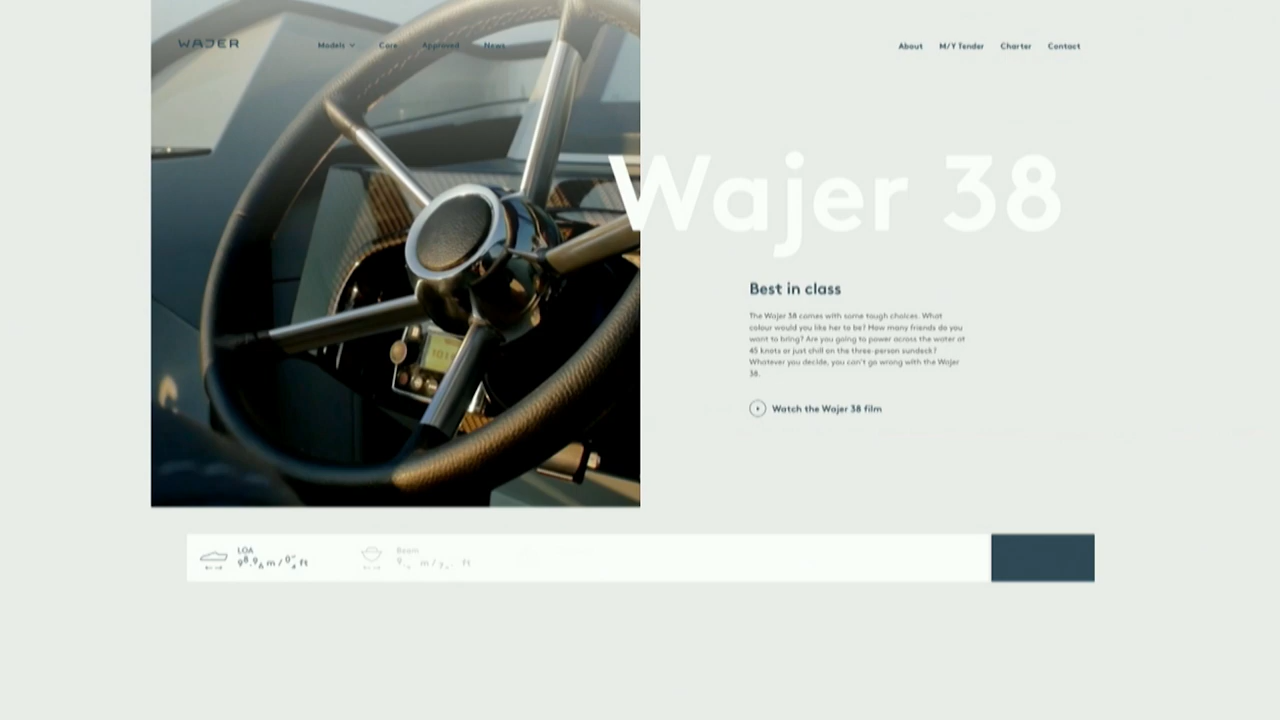 WAJER
Models Care Approved News
About M/Y Tender Charter Contact
Wajer 38
Best in class
The Wajer 38 comes with some tough choices. What
colour would you like her to be? How many friends do you
want to bring? Are you going to power across the water at
45 knots or just chill on the three-person sundeck?
Whatever you decide, you can't go wrong with the Wajer
38.
Watch the Wajer 38 film
LOA
m / ft
Beam
m / ft